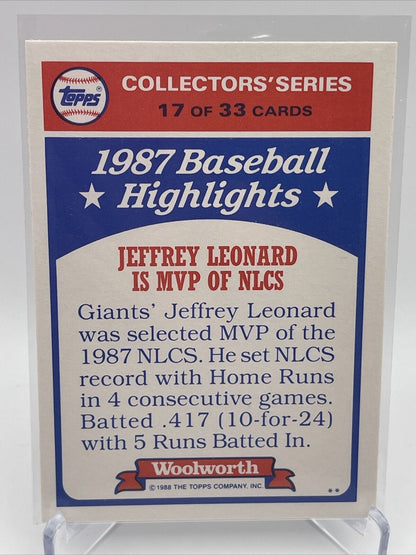 topps
COLLECTORS' SERIES
17 OF 33 CARDS
1987 Baseball
★ Highlights ★
JEFFREY LEONARD
IS MVP OF NLCS
Giants' Jeffrey Leonard
was selected MVP of the
1987 NLCS. He set NLCS
record with Home Runs
in 4 consecutive games.
Batted .417 (10-for-24)
with 5 Runs Batted In.
Woolworth
© 1988 THE TOPPS COMPANY, INC.
**